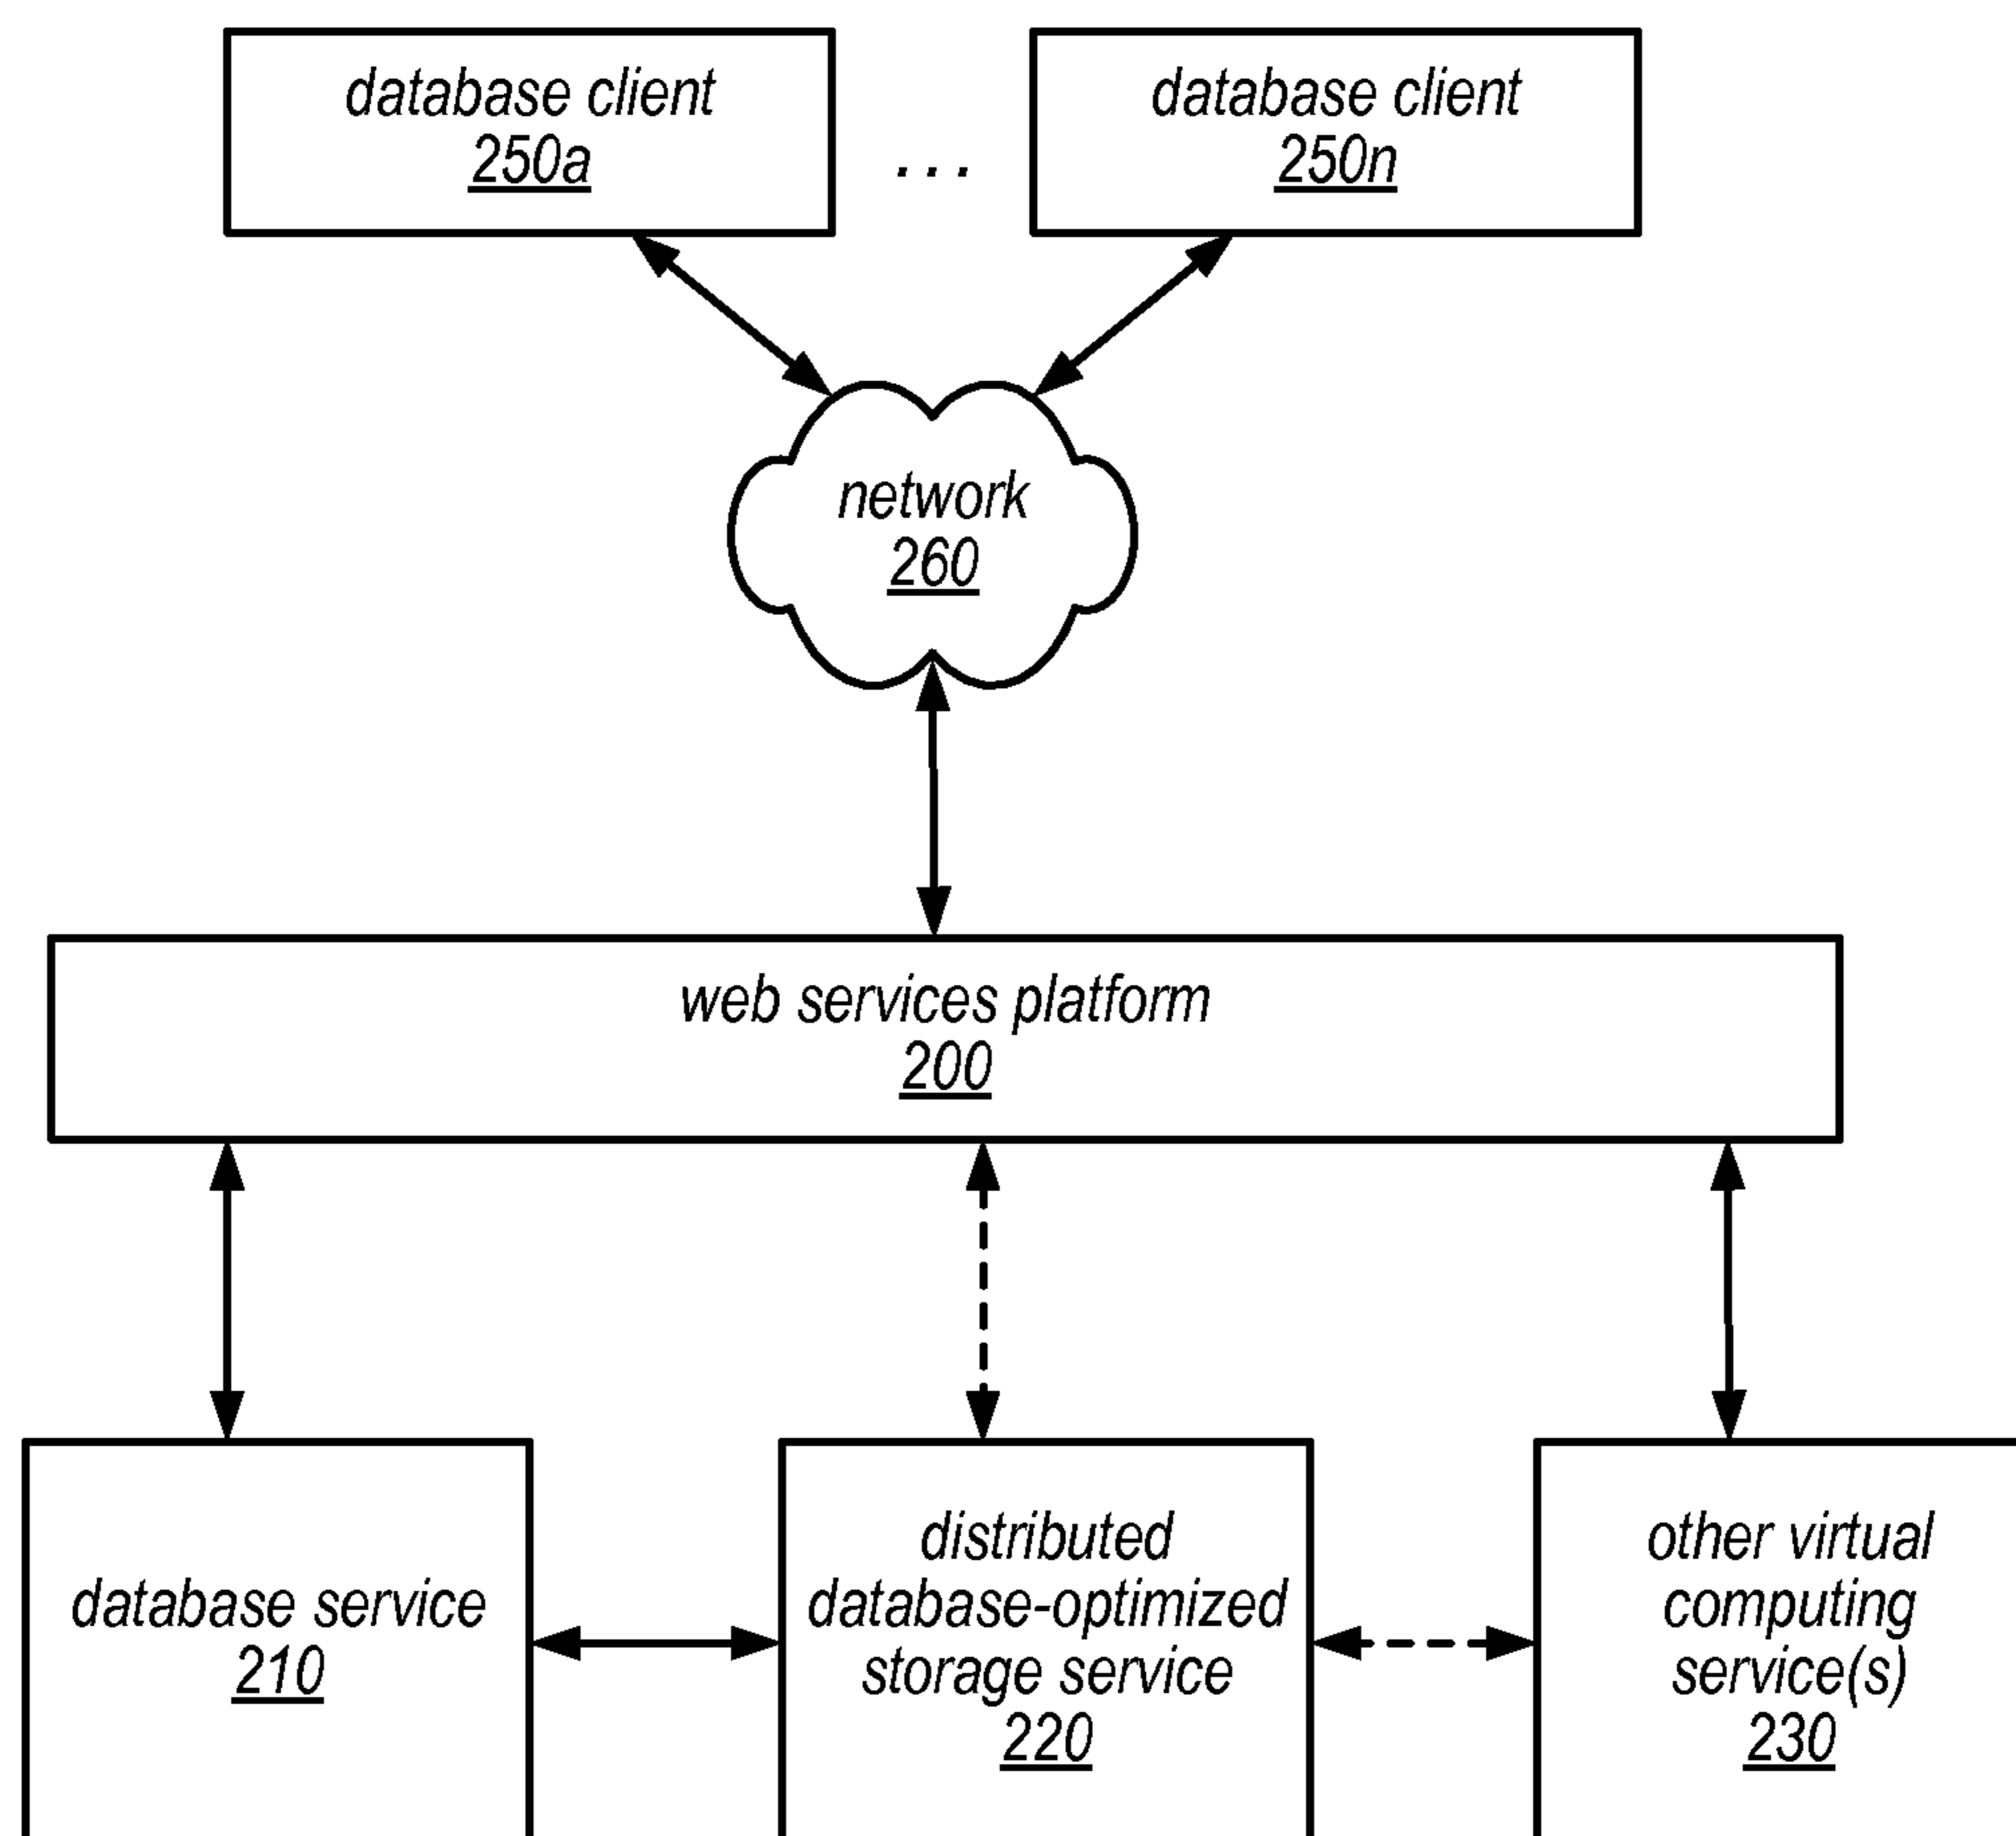 database client
250a
...
database client
250n
network
260
web services platform
200
database service
210
distributed
database-optimized
storage service
220
other virtual
computing
service(s)
230